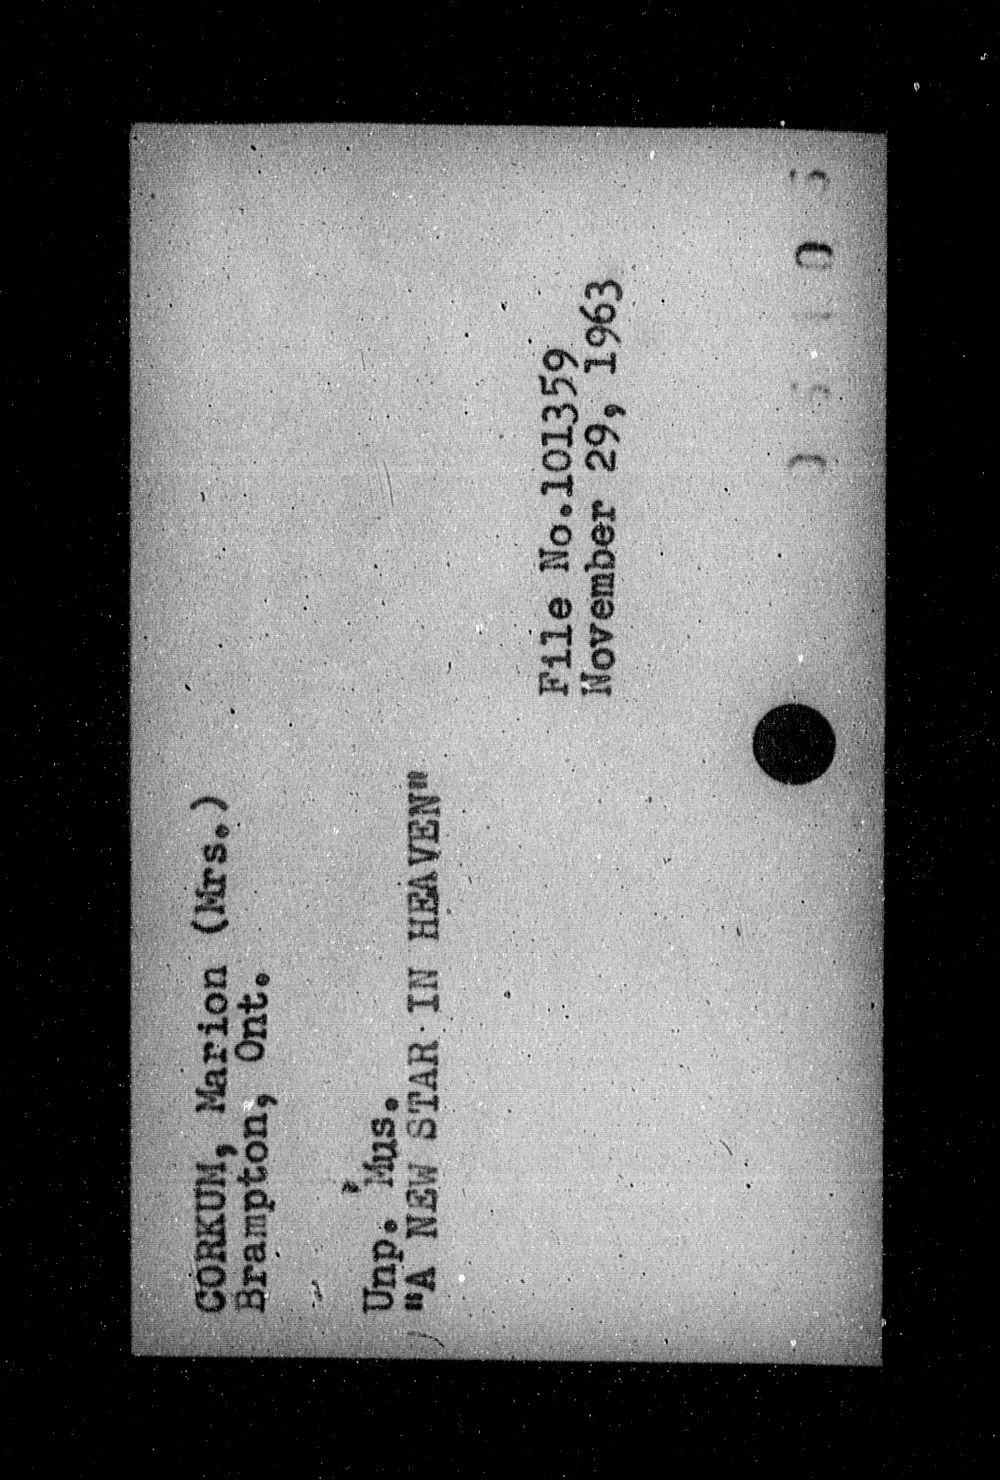 CORKUM, Marion (Mrs.)
Brampton, Ont.
Unp. Mus.
"A NEW STAR IN HEAVEN"
File No.101359
November 29, 1963